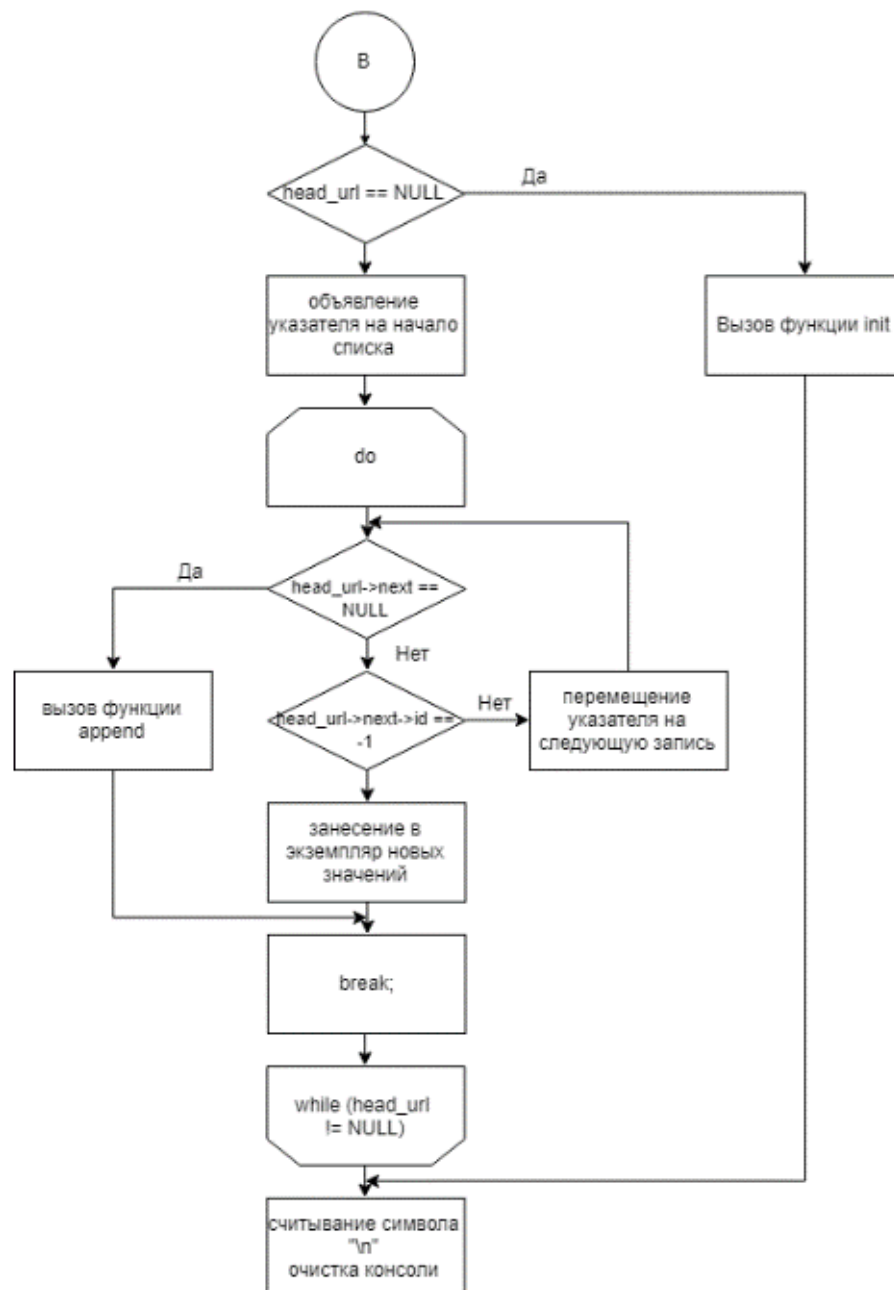 B
head_url == NULL
Да
объявление
указателя на начало
списка
Вызов функции init
do
Да
head_url->next ==
NULL
Нет
вызов функции
append
head_url->next->id ==
-1
Нет
перемещение
указателя на
следующую запись
занесение в
экземпляр новых
значений
break;
while (head_url
!= NULL)
считывание символа
"\n"
очистка консоли